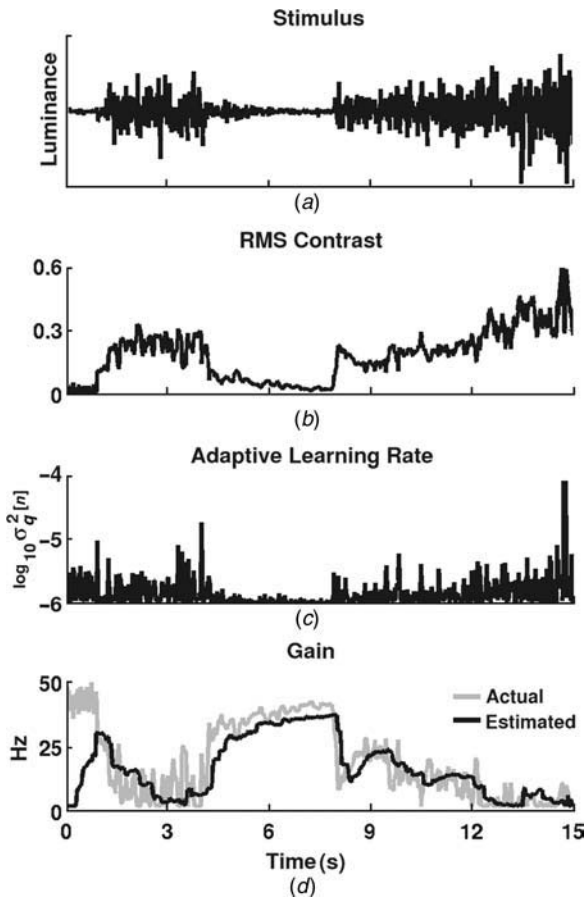 Stimulus
Luminance
(a)
RMS Contrast
0.6
0.3
0
(b)
Adaptive Learning Rate
log10 σ²q [n]
-4
-5
-6
(c)
Gain
Hz
50
25
0
Actual
Estimated
0 3 6 9 12 15
Time (s)
(d)